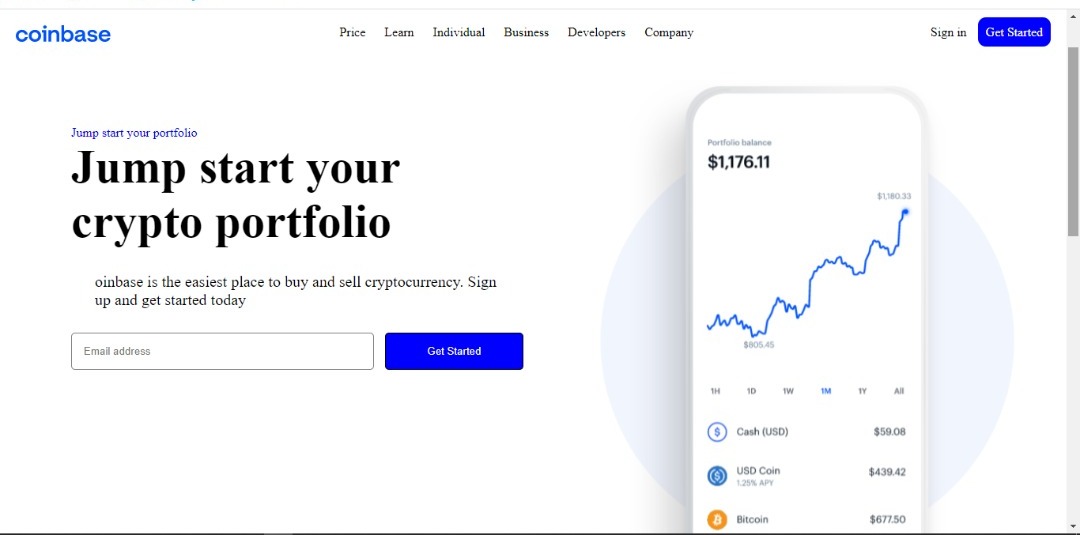 coinbase
Price Learn Individual Business Developers Company
Sign in Get Started
Jump start your portfolio
Jump start your
crypto portfolio
oinbase is the easiest place to buy and sell cryptocurrency. Sign
up and get started today
Email address
Get Started
Portfolio balance
$1,176.11
$1,180.33
$805.45
1H 1D 1W 1M 1Y All
Cash (USD) $59.08
USD Coin $439.42
1.25% APY
Bitcoin $677.50